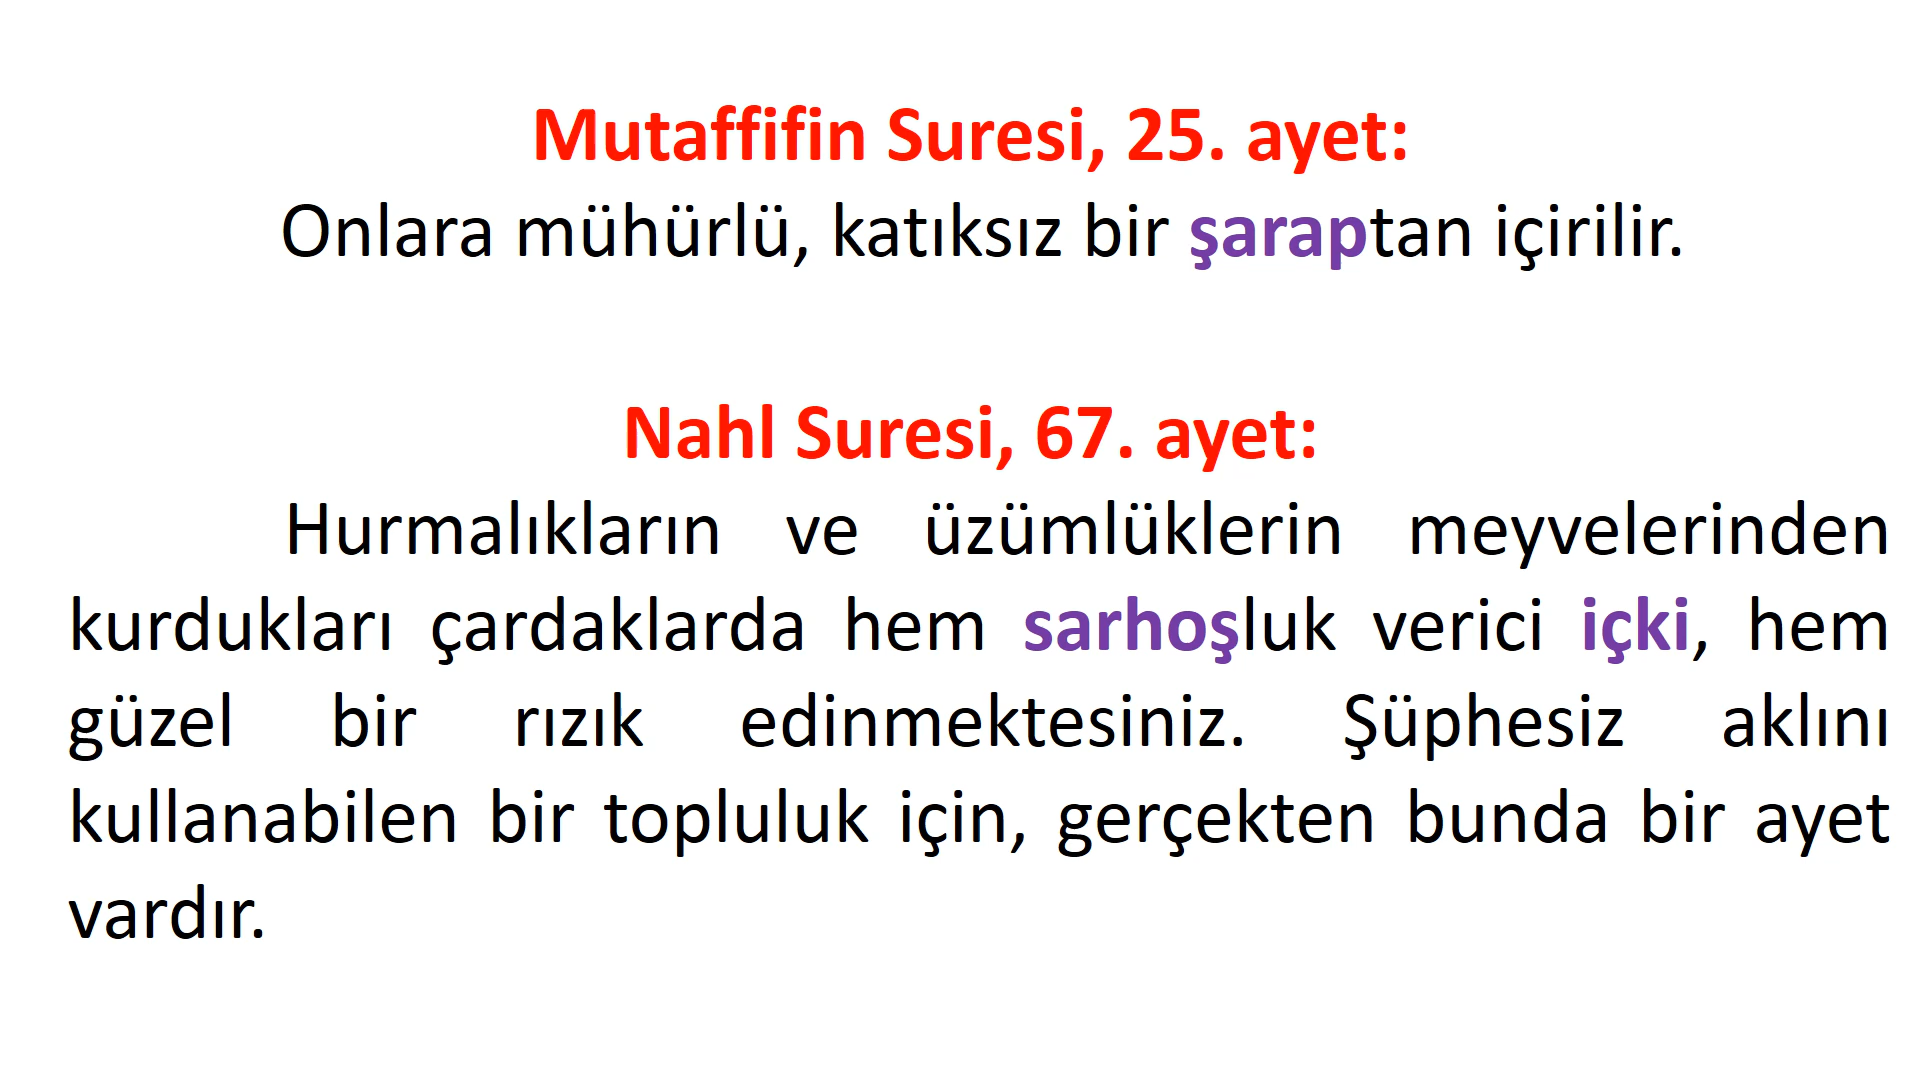 Mutaffifin Suresi, 25. ayet:
Onlara mühürlü, katıksız bir şaraptan içirilir.
Nahl Suresi, 67. ayet:
Hurmalıkların ve üzümlüklerin meyvelerinden
kurdukları çardaklarda hem sarhoşluk verici içki, hem
güzel bir rızık edinmektesiniz. Şüphesiz aklını
kullanabilen bir topluluk için, gerçekten bunda bir ayet
vardır.